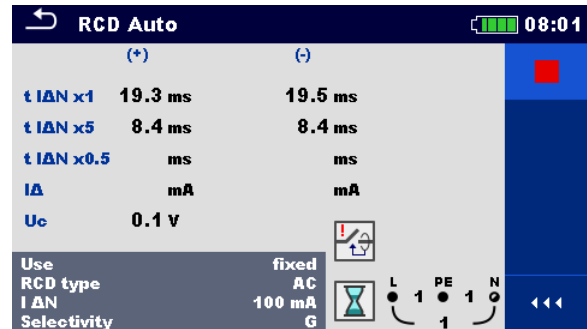 RCD Auto 08:01
(+) (-)
t IΔN x1 19.3 ms 19.5 ms
t IΔN x5 8.4 ms 8.4 ms
t IΔN x0.5 ms ms
IΔ mA mA
Uc 0.1 V
Use fixed
RCD type AC
I ΔN 100 mA
Selectivity G
L PE N
1 1
1